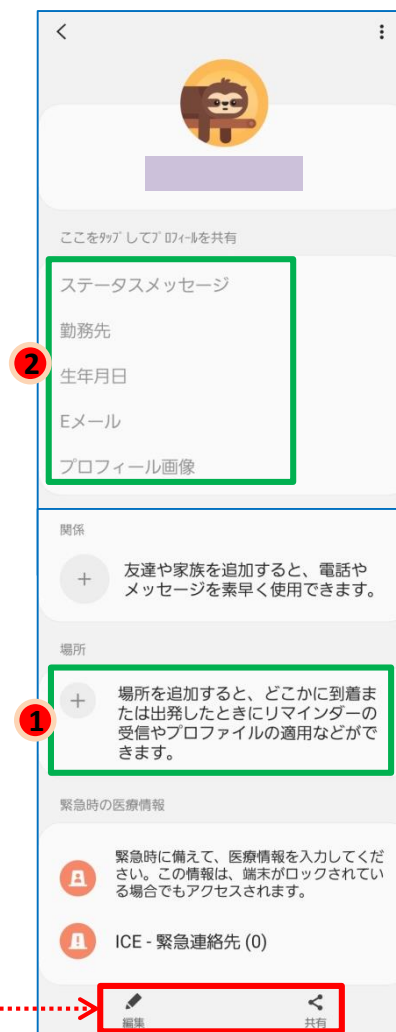 ここをタップしてプロフィールを共有
ステータスメッセージ
勤務先
2
生年月日
Eメール
プロフィール画像
関係
友達や家族を追加すると、電話や
メッセージを素早く使用できます。
場所
1
場所を追加すると、どこかに到着ま
たは出発したときにリマインダーの
受信やプロファイルの適用などがで
きます。
緊急時の医療情報
緊急時に備えて、医療情報を入力してくだ
さい。この情報は、端末がロックされてい
る場合でもアクセスされます。
ICE - 緊急連絡先 (0)
編集
共有